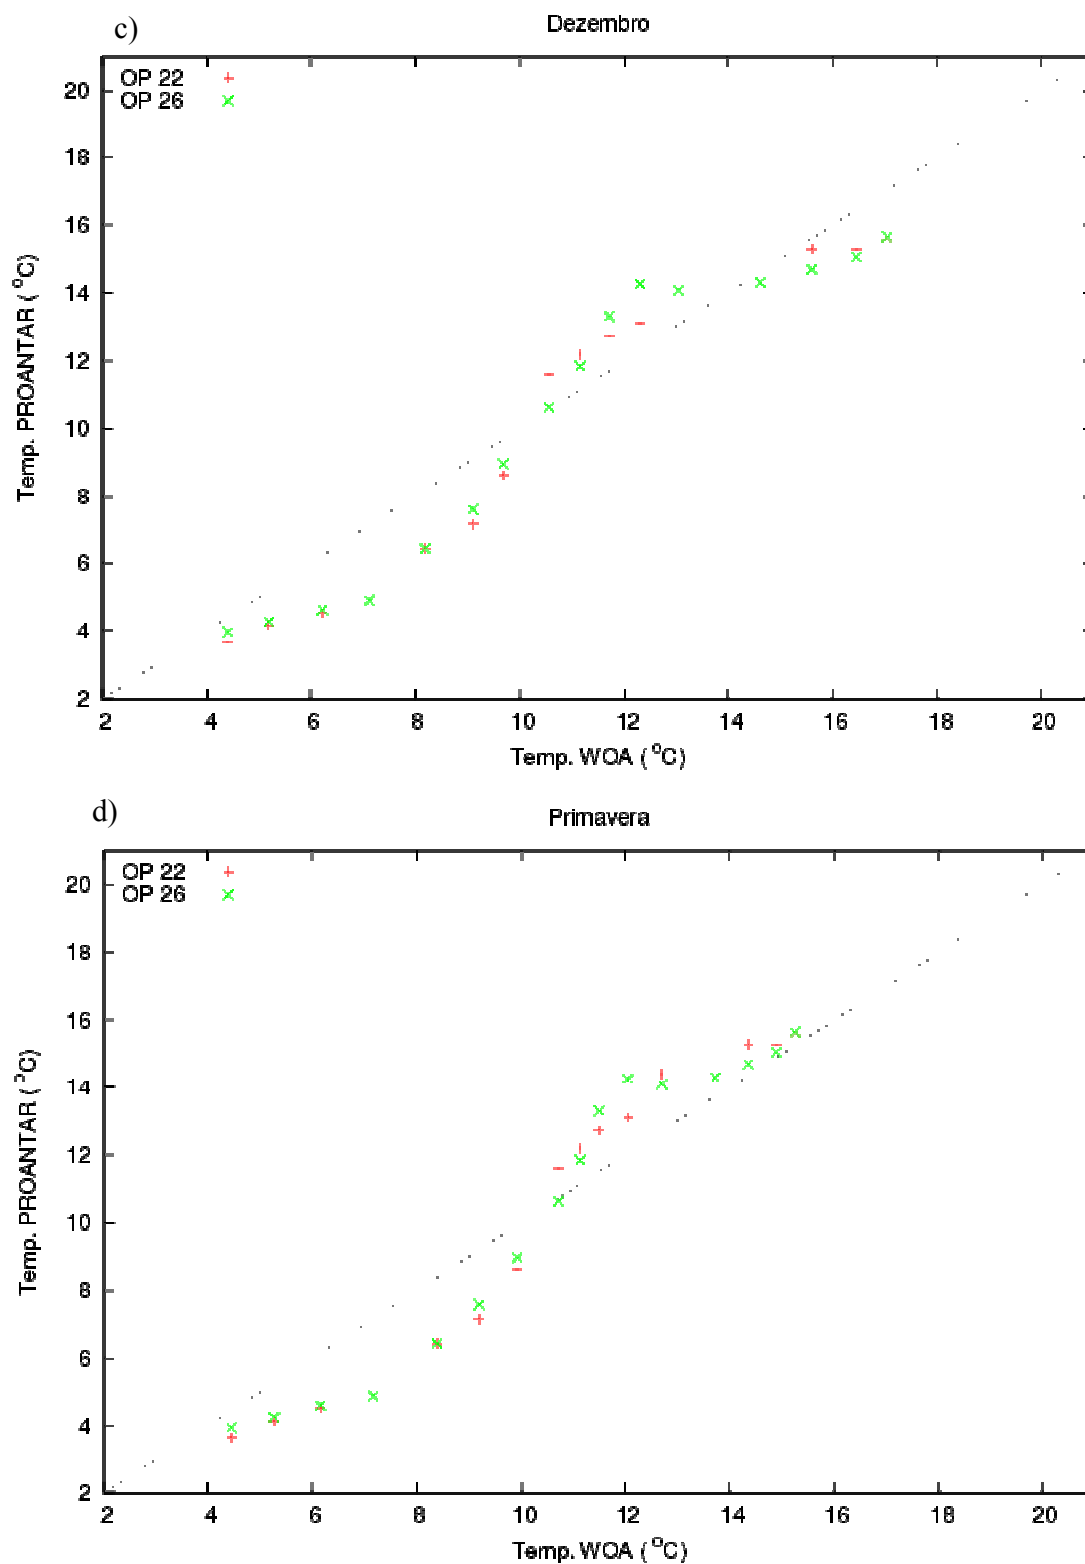 c)
Dezembro
OP 22
OP 26
20
18
16
14
12
10
8
6
4
2
Temp. PROANTAR (°C)
2 4 6 8 10 12 14 16 18 20
Temp. WOA (°C)
d)
Primavera
OP 22
OP 26
20
18
16
14
12
10
8
6
4
2
Temp. PROANTAR (°C)
2 4 6 8 10 12 14 16 18 20
Temp. WOA (°C)